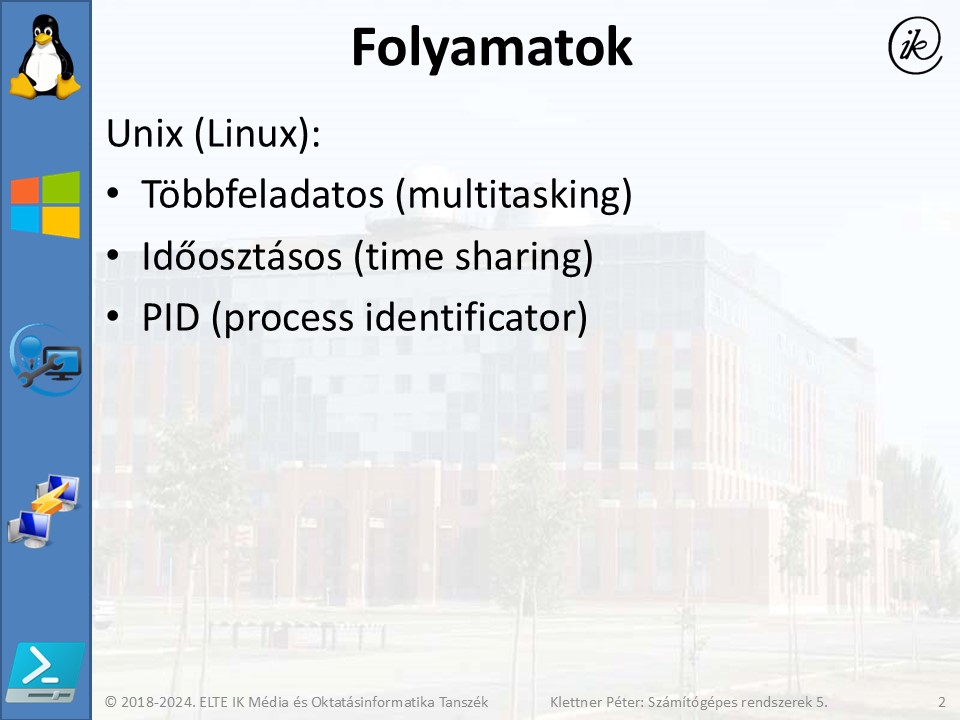 Folyamatok
ik
Unix (Linux):
• Többfeladatos (multitasking)
• Időosztásos (time sharing)
• PID (process identificator)
© 2018-2024. ELTE IK Média és Oktatásinformatika Tanszék Klettner Péter: Számítógépes rendszerek 5. 2